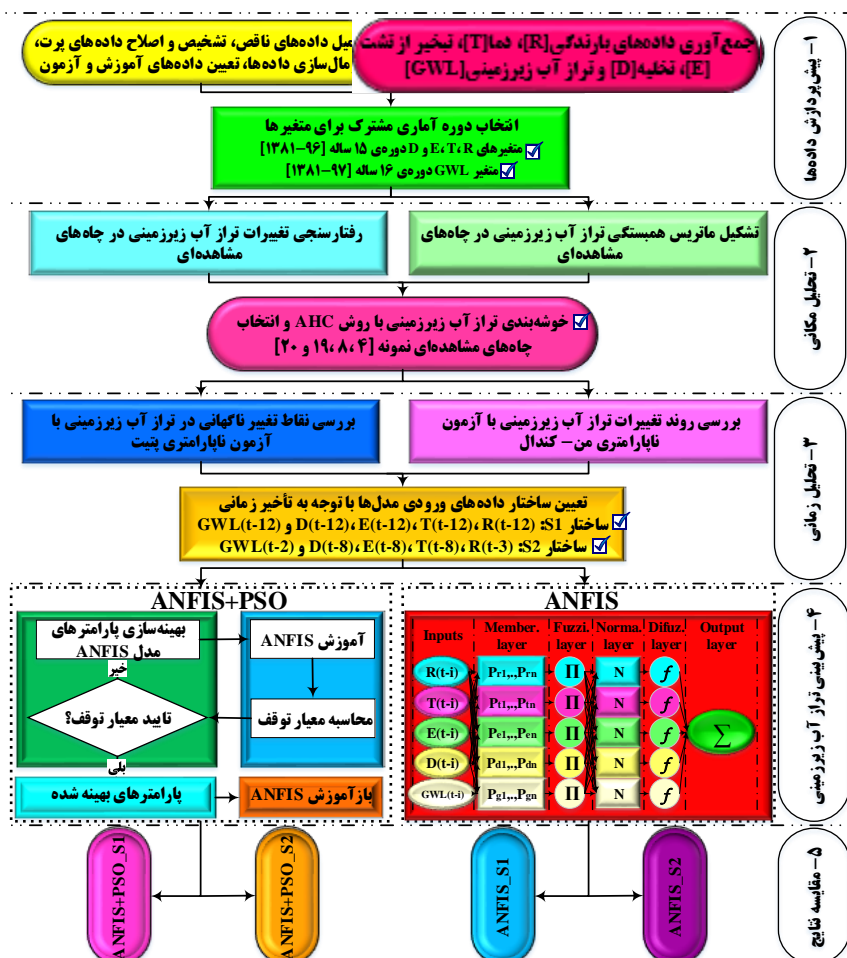 ۱- پیش‌پردازش داده‌ها
جمع‌آوری داده‌های بارندگی[R]، دما[T]، تبخیر از تشت
[E]، تخلیه[D] و تراز آب زیرزمینی[GWL]
داده‌های ناقص، تشخیص و اصلاح داده‌های پرت،
داده‌ها، تعیین داده‌های آموزش و آزمون
انتخاب دوره آماری مشترک برای متغیرها
متغیرهای E، T، R و D دوره‌ی ۱۵ ساله [۹۶-۱۳۸۱]
متغیر GWL دوره‌ی ۱۶ ساله [۹۷-۱۳۸۱]
۲- تحلیل مکانی
تشکیل ماتریس همبستگی تراز آب زیرزمینی در چاه‌های
مشاهده‌ای
رفتارسنجی تغییرات تراز آب زیرزمینی در چاه‌های
مشاهده‌ای
خوشه‌بندی تراز آب زیرزمینی با روش AHC و انتخاب
چاه‌های مشاهده‌ای نمونه [۴، ۸، ۱۹ و ۲۰]
۳- تحلیل زمانی
بررسی روند تغییرات تراز آب زیرزمینی با آزمون
ناپارامتری من- کندال
بررسی نقاط تغییر ناگهانی در تراز آب زیرزمینی با
آزمون ناپارامتری پتیت
تعیین ساختار داده‌های ورودی مدل‌ها با توجه به تأخیر زمانی
ساختار S1: R(t-12)، T(t-12)، E(t-12)، D(t-12) و GWL(t-12)
ساختار S2: R(t-3)، T(t-8)، E(t-8)، D(t-8) و GWL(t-2)
۴- پیش‌بینی تراز آب زیرزمینی
ANFIS
Inputs
Member.
layer
Fuzzi.
layer
Norma.
layer
Difuz.
layer
Output
layer
R(t-i) Pr1,.,Prn Π N f
T(t-i) Pt1,.,Ptn Π N f
E(t-i) Pe1,.,Pen Π N f
D(t-i) Pd1,.,Pdn Π N f
GWL(t-i) Pg1,.,Pgn Π N f
∑
ANFIS+PSO
بهینه‌سازی پارامترهای
مدل ANFIS
آموزش ANFIS
محاسبه معیار توقف
تایید معیار توقف؟
خیر
بلی
پارامترهای بهینه شده
بازآموزش ANFIS
۵- مقایسه نتایج
ANFIS+PSO_S1
ANFIS+PSO_S2
ANFIS_S1
ANFIS_S2